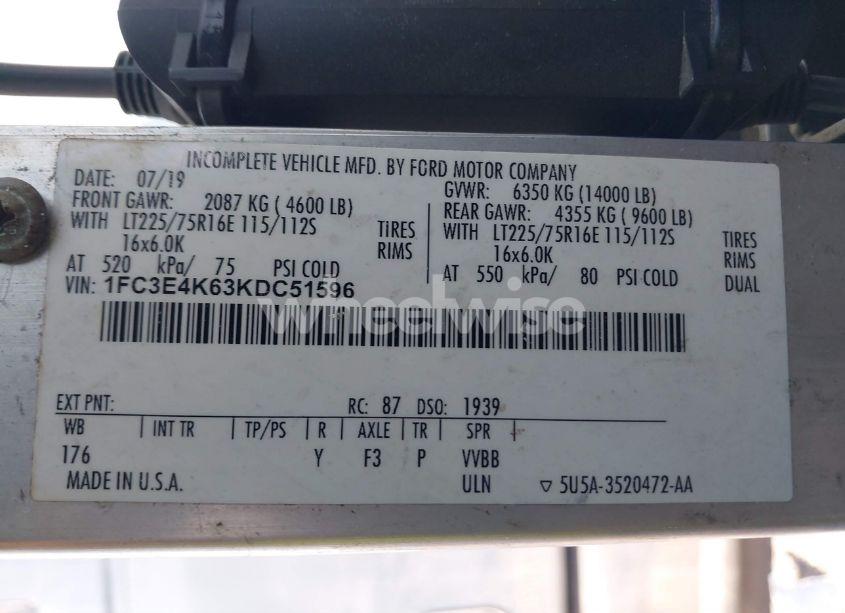 INCOMPLETE VEHICLE MFD. BY FORD MOTOR COMPANY
DATE: 07/19 GVWR: 6350 KG (14000 LB)
FRONT GAWR: 2087 KG ( 4600 LB) REAR GAWR: 4355 KG ( 9600 LB)
WITH LT225/75R16E 115/112S TIRES WITH LT225/75R16E 115/112S TIRES
16x6.0K RIMS 16x6.0K RIMS
AT 520 kPa/ 75 PSI COLD AT 550 kPa/ 80 PSI COLD DUAL
VIN: 1FC3E4K63KDC51596
wheelwise
EXT PNT: RC: 87 DSO: 1939
WB INT TR TP/PS R AXLE TR SPR
176 Y F3 P VVBB
MADE IN U.S.A. ULN ▽ 5U5A-3520472-AA